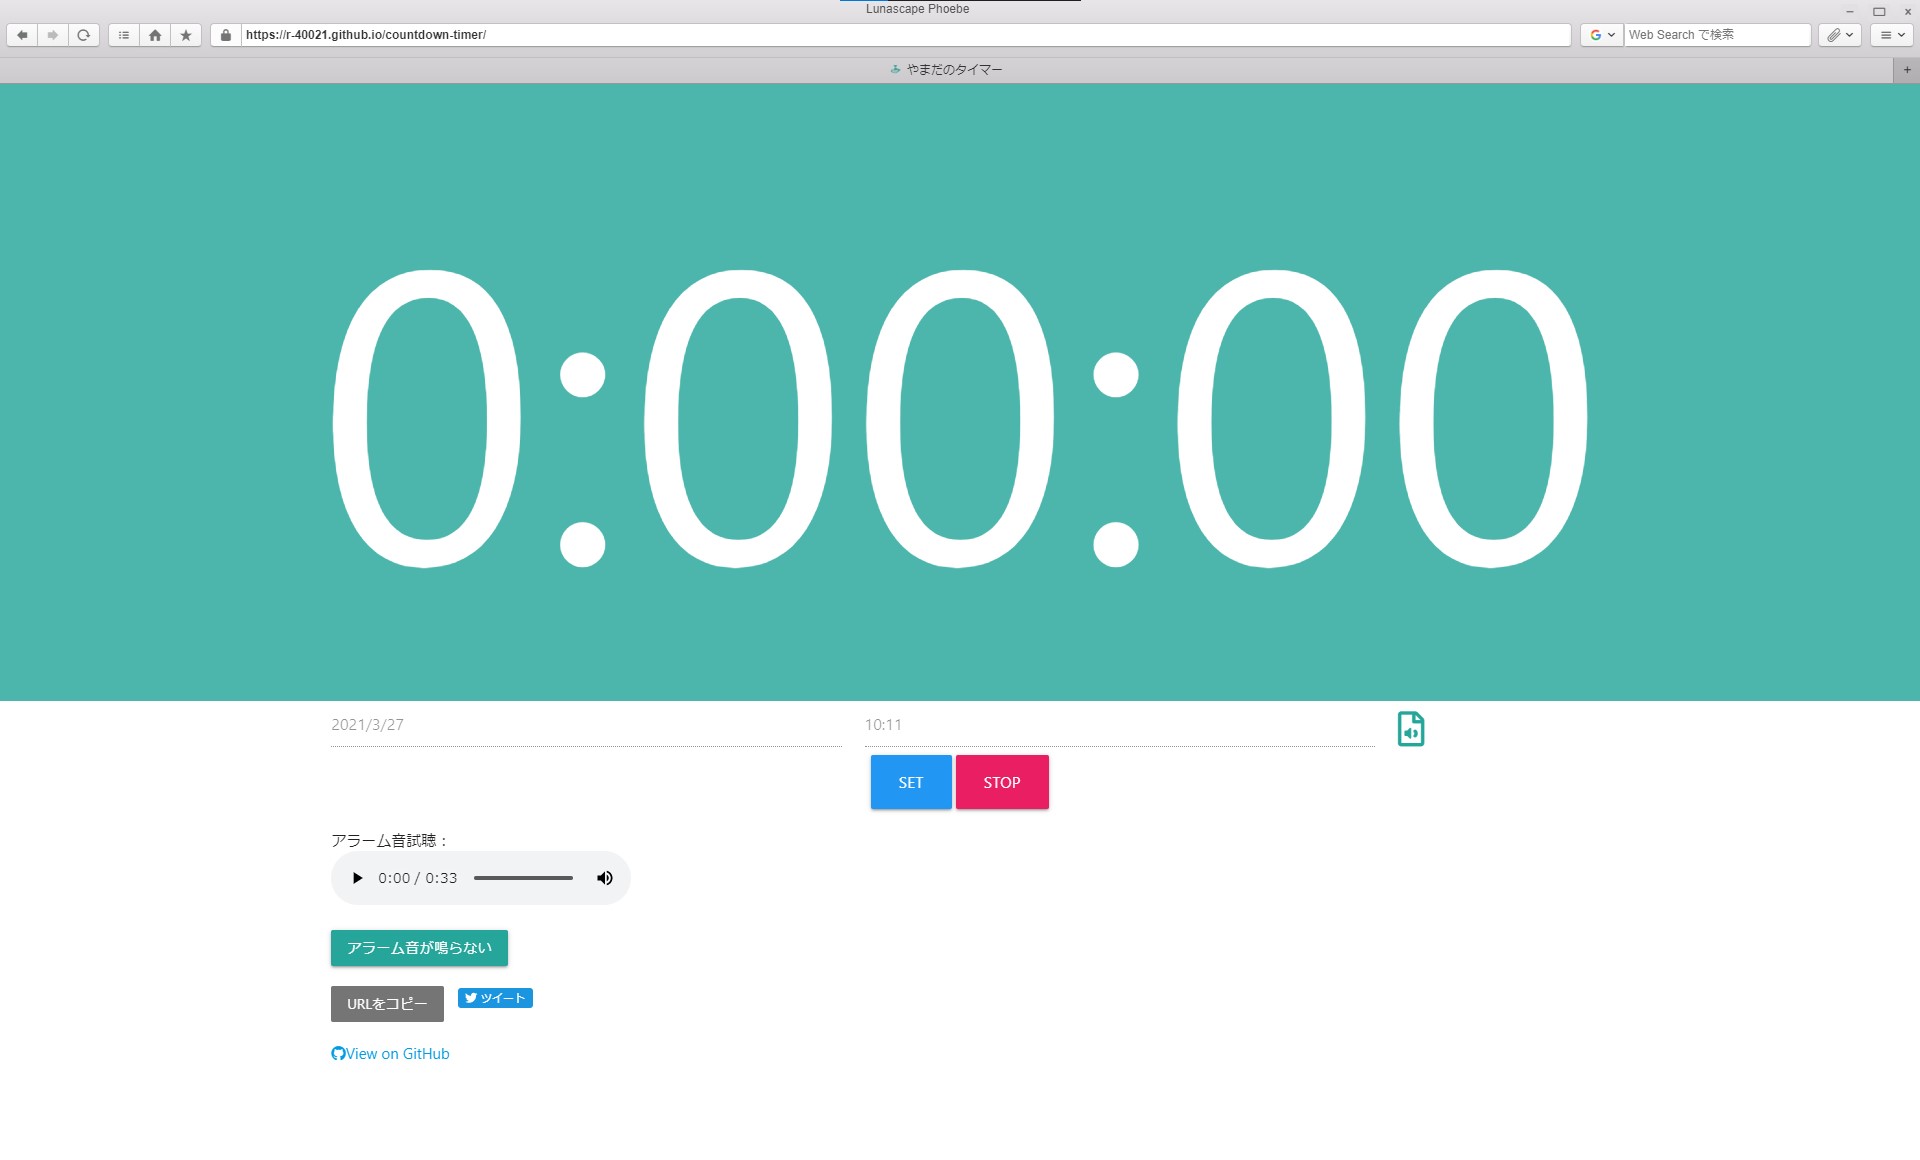 Lunascape Phoebe
https://r-40021.github.io/countdown-timer/
Web Search で検索
やまだのタイマー
0:00:00
2021/3/27
10:11
SET
STOP
アラーム音試聴：
0:00 / 0:33
アラーム音が鳴らない
URLをコピー
ツイート
View on GitHub